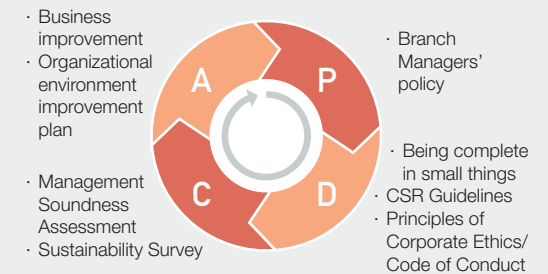 · Business
improvement
· Organizational
environment
improvement
plan
A
P
· Branch
Managers'
policy
· Management
Soundness
Assessment
· Sustainability Survey
C
D
· Being complete
in small things
· CSR Guidelines
· Principles of
Corporate Ethics/
Code of Conduct